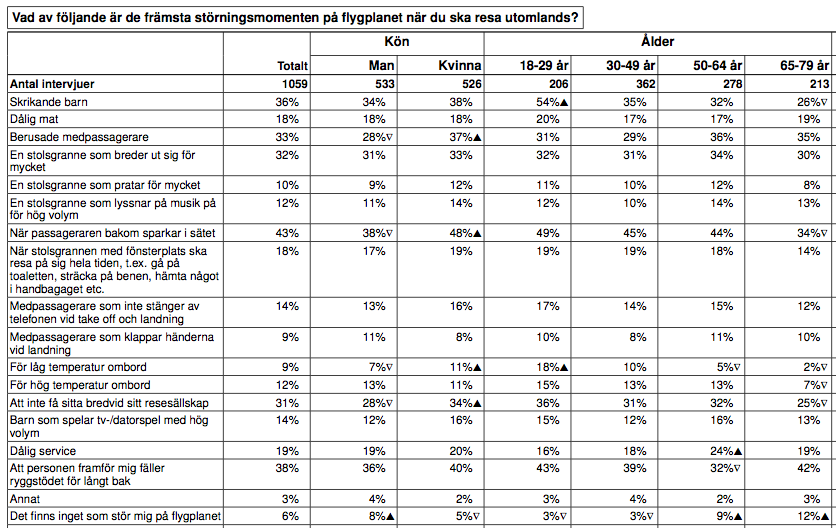 Vad av följande är de främsta störningsmomenten på flygplanet när du ska resa utomlands?
Kön Ålder
Totalt Man Kvinna 18-29 år 30-49 år 50-64 år 65-79 år
Antal intervjuer 1059 533 526 206 362 278 213
Skrikande barn 36% 34% 38% 54%▲ 35% 32% 26%▽
Dålig mat 18% 18% 18% 20% 17% 17% 19%
Berusade medpassagerare 33% 28%▽ 37%▲ 31% 29% 36% 35%
En stolsgranne som breder ut sig för
mycket 32% 31% 33% 32% 31% 34% 30%
En stolsgranne som pratar för mycket 10% 9% 12% 11% 10% 12% 8%
En stolsgranne som lyssnar på musik på
för hög volym 12% 11% 14% 12% 10% 14% 13%
När passageraren bakom sparkar i sätet 43% 38%▽ 48%▲ 49% 45% 44% 34%▽
När stolsgrannen med fönsterplats ska
resa på sig hela tiden, t.ex. gå på
toaletten, sträcka på benen, hämta något
i handbagaget etc. 18% 17% 19% 19% 19% 18% 14%
Medpassagerare som inte stänger av
telefonen vid take off och landning 14% 13% 16% 17% 14% 15% 12%
Medpassagerare som klappar händerna
vid landning 9% 11% 8% 10% 8% 11% 10%
För låg temperatur ombord 9% 7%▽ 11%▲ 18%▲ 10% 5%▽ 2%▽
För hög temperatur ombord 12% 13% 11% 15% 13% 13% 7%▽
Att inte få sitta bredvid sitt resesällskap 31% 28%▽ 34%▲ 36% 31% 32% 25%▽
Barn som spelar tv-/datorspel med hög
volym 14% 12% 16% 15% 12% 16% 13%
Dålig service 19% 19% 20% 16% 18% 24%▲ 19%
Att personen framför mig fäller
ryggstödet för långt bak 38% 36% 40% 43% 39% 32%▽ 42%
Annat 3% 4% 2% 3% 4% 2% 3%
Det finns inget som stör mig på flygplanet 6% 8%▲ 5%▽ 3%▽ 3%▽ 9%▲ 12%▲